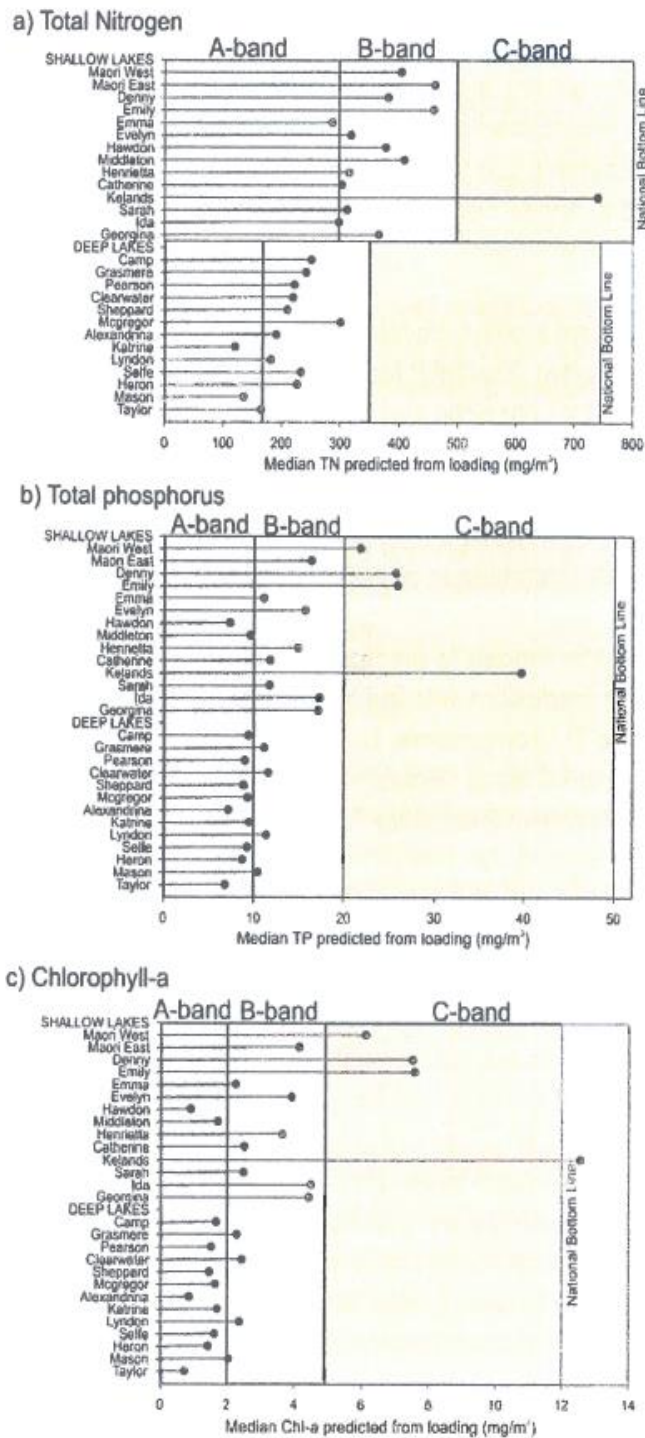 a) Total Nitrogen
A-band B-band C-band
SHALLOW LAKES
Maori West
Maori East
Denny
Emily
Emma
Evelyn
Hawdon
Middleton
Henrietta
Catherine
Kelands
Sarah
Ida
Georgina
DEEP LAKES
Camp
Grasmere
Pearson
Clearwater
Sheppard
Mcgregor
Alexandrina
Katrine
Lyndon
Selfe
Heron
Mason
Taylor
National Bottom Line
National Bottom Line
0 100 200 300 400 500 600 700 800
Median TN predicted from loading (mg/m³)
b) Total phosphorus
A-band B-band C-band
SHALLOW LAKES
Maori West
Maori East
Denny
Emily
Emma
Evelyn
Hawdon
Middleton
Henrietta
Catherine
Kelands
Sarah
Ida
Georgina
DEEP LAKES
Camp
Grasmere
Pearson
Clearwater
Sheppard
Mcgregor
Alexandrina
Katrine
Lyndon
Selfe
Heron
Mason
Taylor
National Bottom Line
0 10 20 30 40 50
Median TP predicted from loading (mg/m³)
c) Chlorophyll-a
A-band B-band C-band
SHALLOW LAKES
Maori West
Maori East
Denny
Emily
Emma
Evelyn
Hawdon
Middleton
Henrietta
Catherine
Kelands
Sarah
Ida
Georgina
DEEP LAKES
Camp
Grasmere
Pearson
Clearwater
Sheppard
Mcgregor
Alexandrina
Katrine
Lyndon
Selfe
Heron
Mason
Taylor
National Bottom Line
0 2 4 6 8 10 12 14
Median Chl-a predicted from loading (mg/m³)